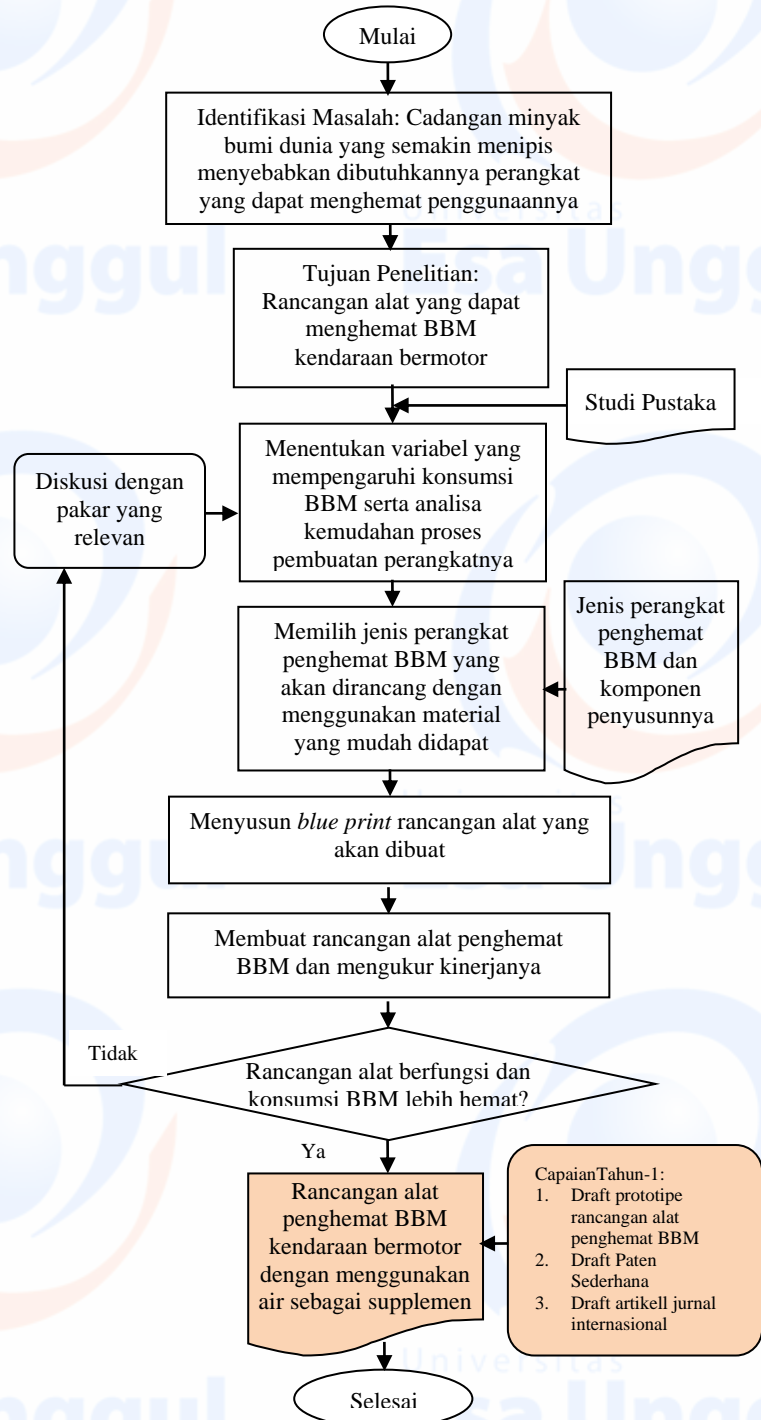 Mulai
Identifikasi Masalah: Cadangan minyak
bumi dunia yang semakin menipis
menyebabkan dibutuhkannya perangkat
yang dapat menghemat penggunaannya
Universitas
nggul
Esa Ungg
Tujuan Penelitian:
Rancangan alat yang dapat
menghemat BBM
kendaraan bermotor
Studi Pustaka
Menentukan variabel yang
mempengaruhi konsumsi
BBM serta analisa
kemudahan proses
pembuatan perangkatnya
Diskusi dengan
pakar yang
relevan
Memilih jenis perangkat
penghemat BBM yang
akan dirancang dengan
menggunakan material
yang mudah didapat
Jenis perangkat
penghemat
BBM dan
komponen
penyusunnya
Menyusun blue print rancangan alat yang
akan dibuat
Membuat rancangan alat penghemat
BBM dan mengukur kinerjanya
Tidak
Rancangan alat berfungsi dan
konsumsi BBM lebih hemat?
Ya
Rancangan alat
penghemat BBM
kendaraan bermotor
dengan menggunakan
air sebagai supplemen
CapaianTahun-1:
1. Draft prototipe
rancangan alat
penghemat BBM
2. Draft Paten
Sederhana
3. Draft artikell jurnal
internasional
Universitas
Selesai